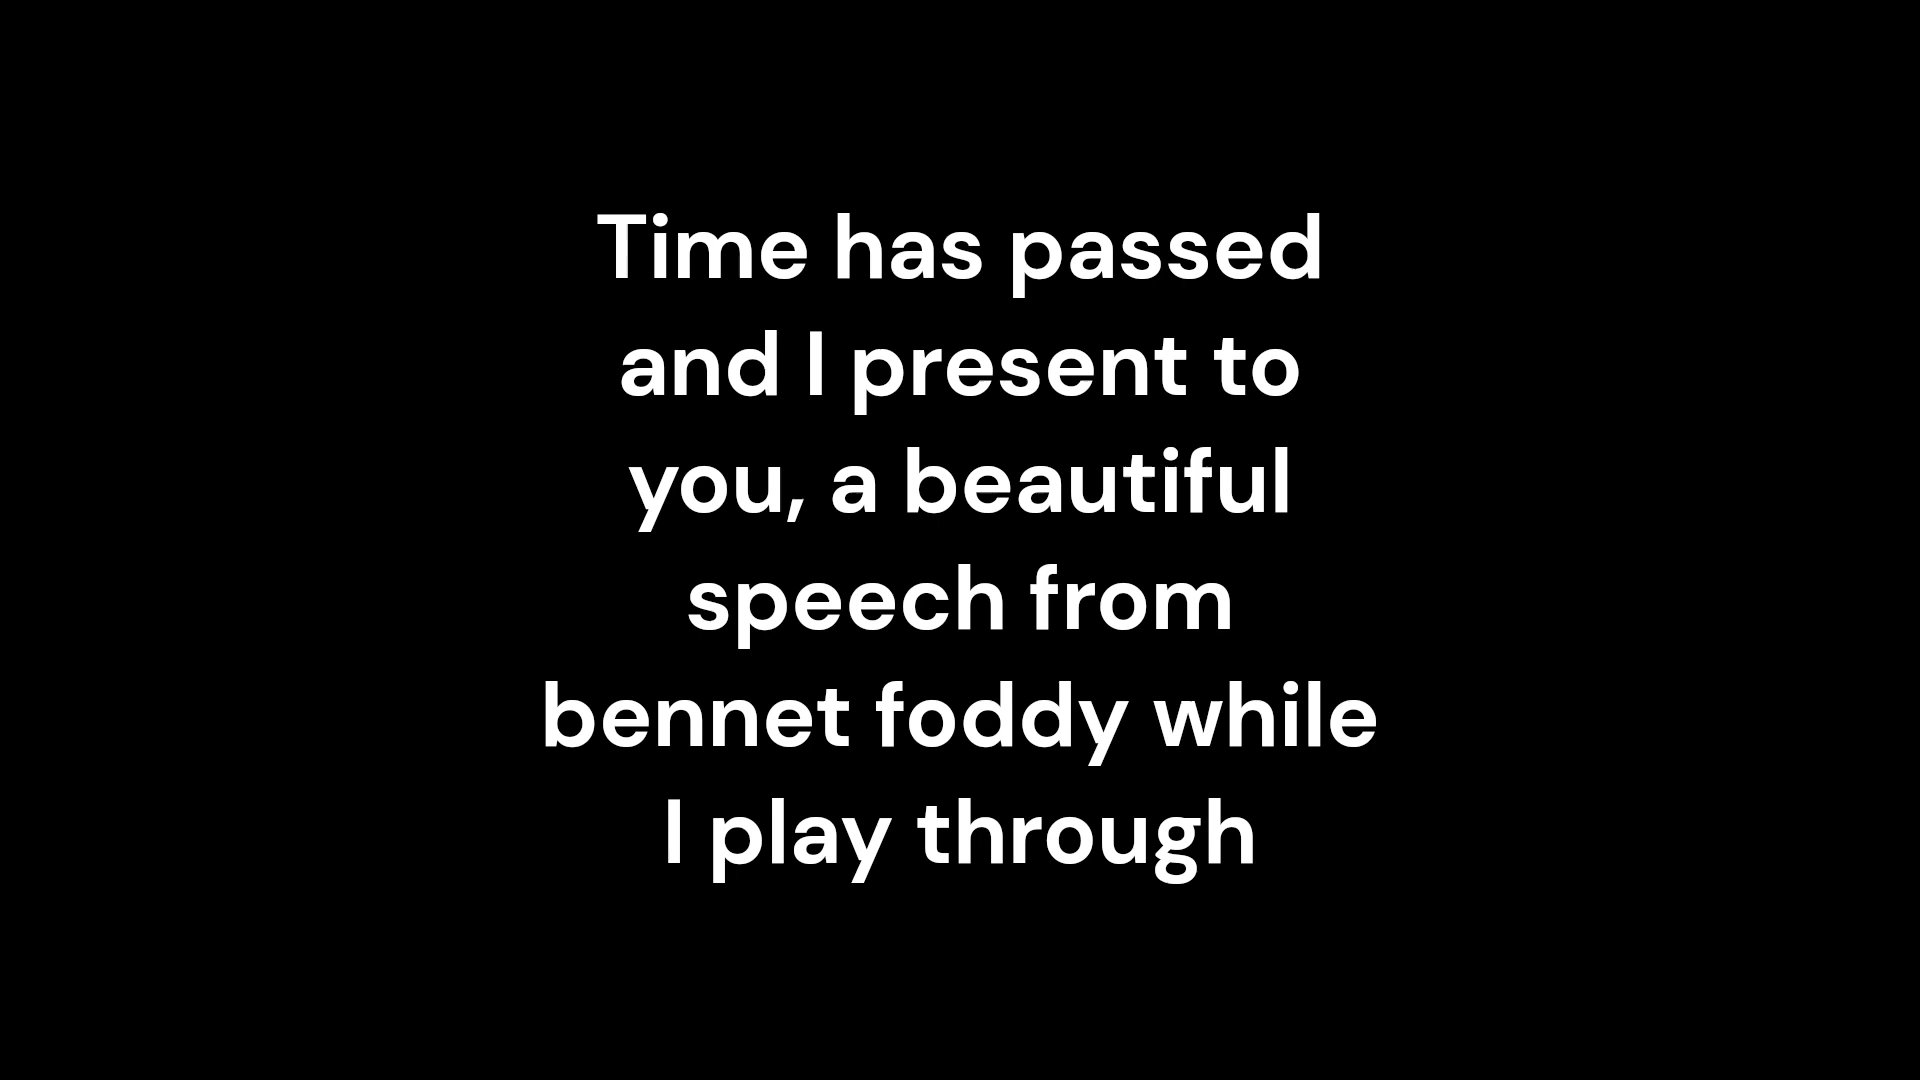 Time has passed
and I present to
you, a beautiful
speech from
bennet foddy while
I play through